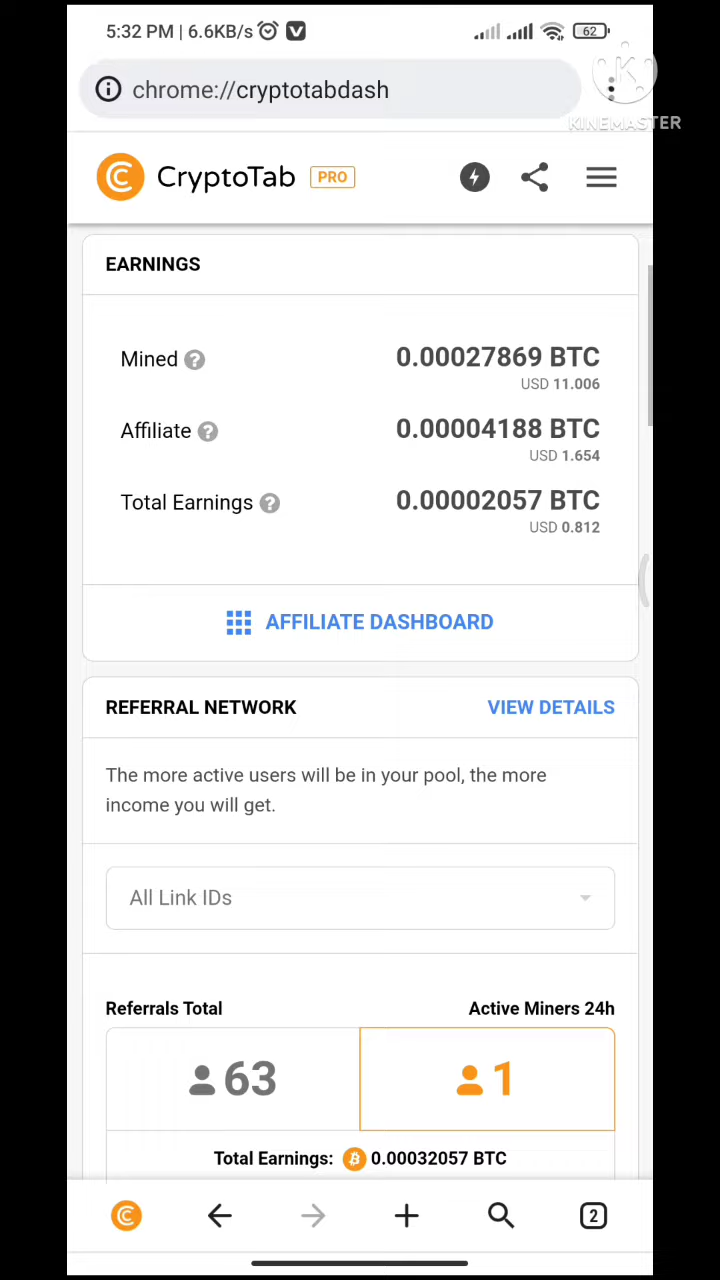 5:32 PM | 6.6KB/s
62
chrome://cryptotabdash
KINEMASTER
CryptoTab PRO
EARNINGS
Mined 0.00027869 BTC
USD 11.006
Affiliate 0.00004188 BTC
USD 1.654
Total Earnings 0.00002057 BTC
USD 0.812
AFFILIATE DASHBOARD
REFERRAL NETWORK VIEW DETAILS
The more active users will be in your pool, the more
income you will get.
All Link IDs
Referrals Total Active Miners 24h
63 1
Total Earnings: 0.00032057 BTC
2